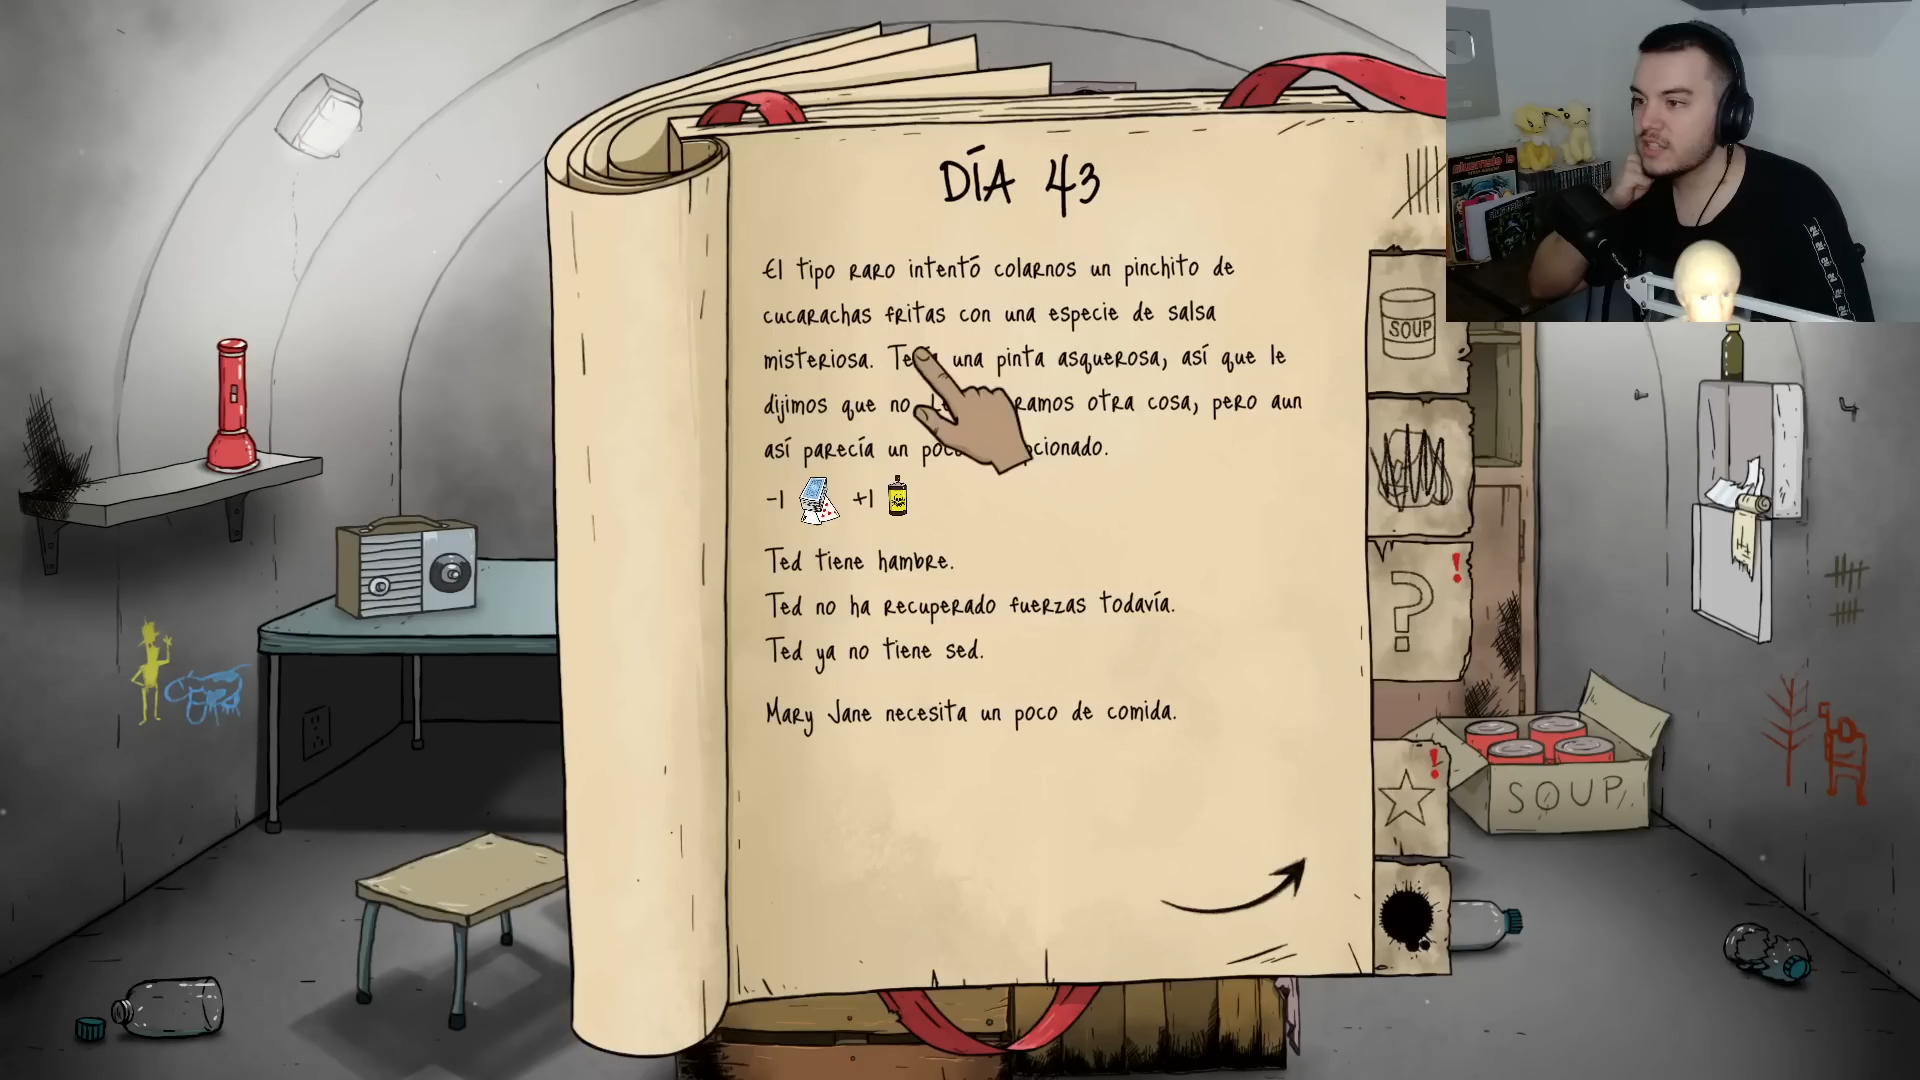 DÍA 43
El tipo raro intentó colarnos un pinchito de
cucarachas fritas con una especie de salsa
misteriosa. una pinta asquerosa, así que le
dijimos que no otra cosa, pero aun
así parecía un
-1 +1
Ted tiene hambre.
Ted no ha recuperado fuerzas todavía.
Ted ya no tiene sed.
Mary Jane necesita un poco de comida.
SOUP
?
!
!
SOUP